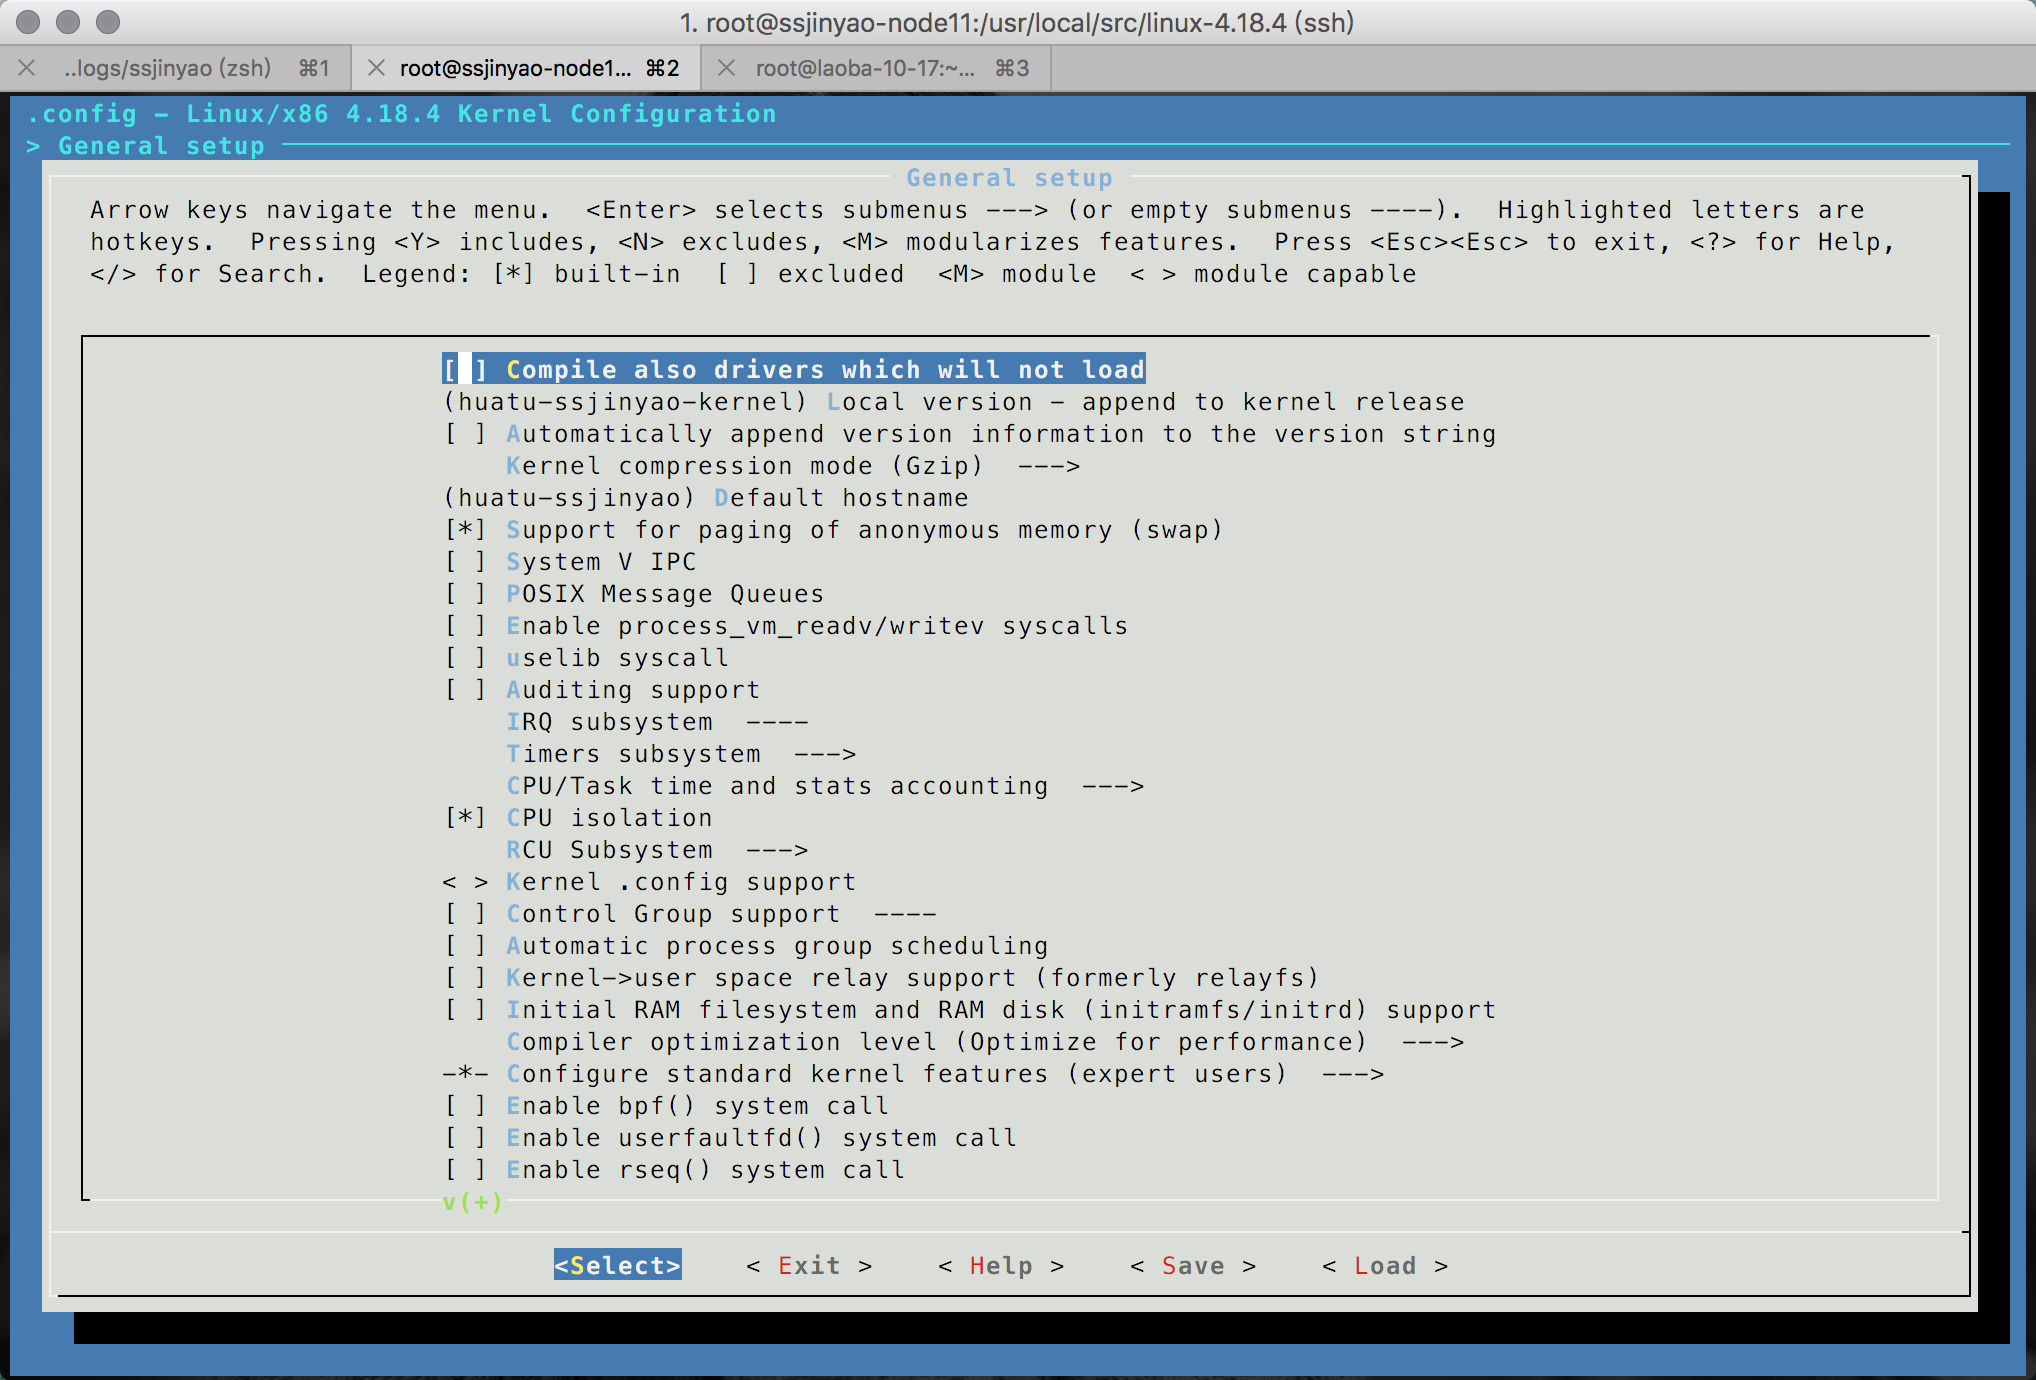 1. root@ssjinyao-node11:/usr/local/src/linux-4.18.4 (ssh)
..logs/ssjinyao (zsh) ⌘1 root@ssjinyao-node1... ⌘2 root@laoba-10-17:~... ⌘3
.config - Linux/x86 4.18.4 Kernel Configuration
> General setup
General setup
Arrow keys navigate the menu.  <Enter> selects submenus ---> (or empty submenus ----).  Highlighted letters are
hotkeys.  Pressing <Y> includes, <N> excludes, <M> modularizes features.  Press <Esc><Esc> to exit, <?> for Help,
</> for Search.  Legend: [*] built-in  [ ] excluded  <M> module  < > module capable
[ ] Compile also drivers which will not load
(huatu-ssjinyao-kernel) Local version - append to kernel release
[ ] Automatically append version information to the version string
Kernel compression mode (Gzip)  --->
(huatu-ssjinyao) Default hostname
[*] Support for paging of anonymous memory (swap)
[ ] System V IPC
[ ] POSIX Message Queues
[ ] Enable process_vm_readv/writev syscalls
[ ] uselib syscall
[ ] Auditing support
IRQ subsystem  ----
Timers subsystem  --->
CPU/Task time and stats accounting  --->
[*] CPU isolation
RCU Subsystem  --->
< > Kernel .config support
[ ] Control Group support  ----
[ ] Automatic process group scheduling
[ ] Kernel->user space relay support (formerly relayfs)
[ ] Initial RAM filesystem and RAM disk (initramfs/initrd) support
Compiler optimization level (Optimize for performance)  --->
-*- Configure standard kernel features (expert users)  --->
[ ] Enable bpf() system call
[ ] Enable userfaultfd() system call
[ ] Enable rseq() system call
v(+)
<Select> < Exit > < Help > < Save > < Load >